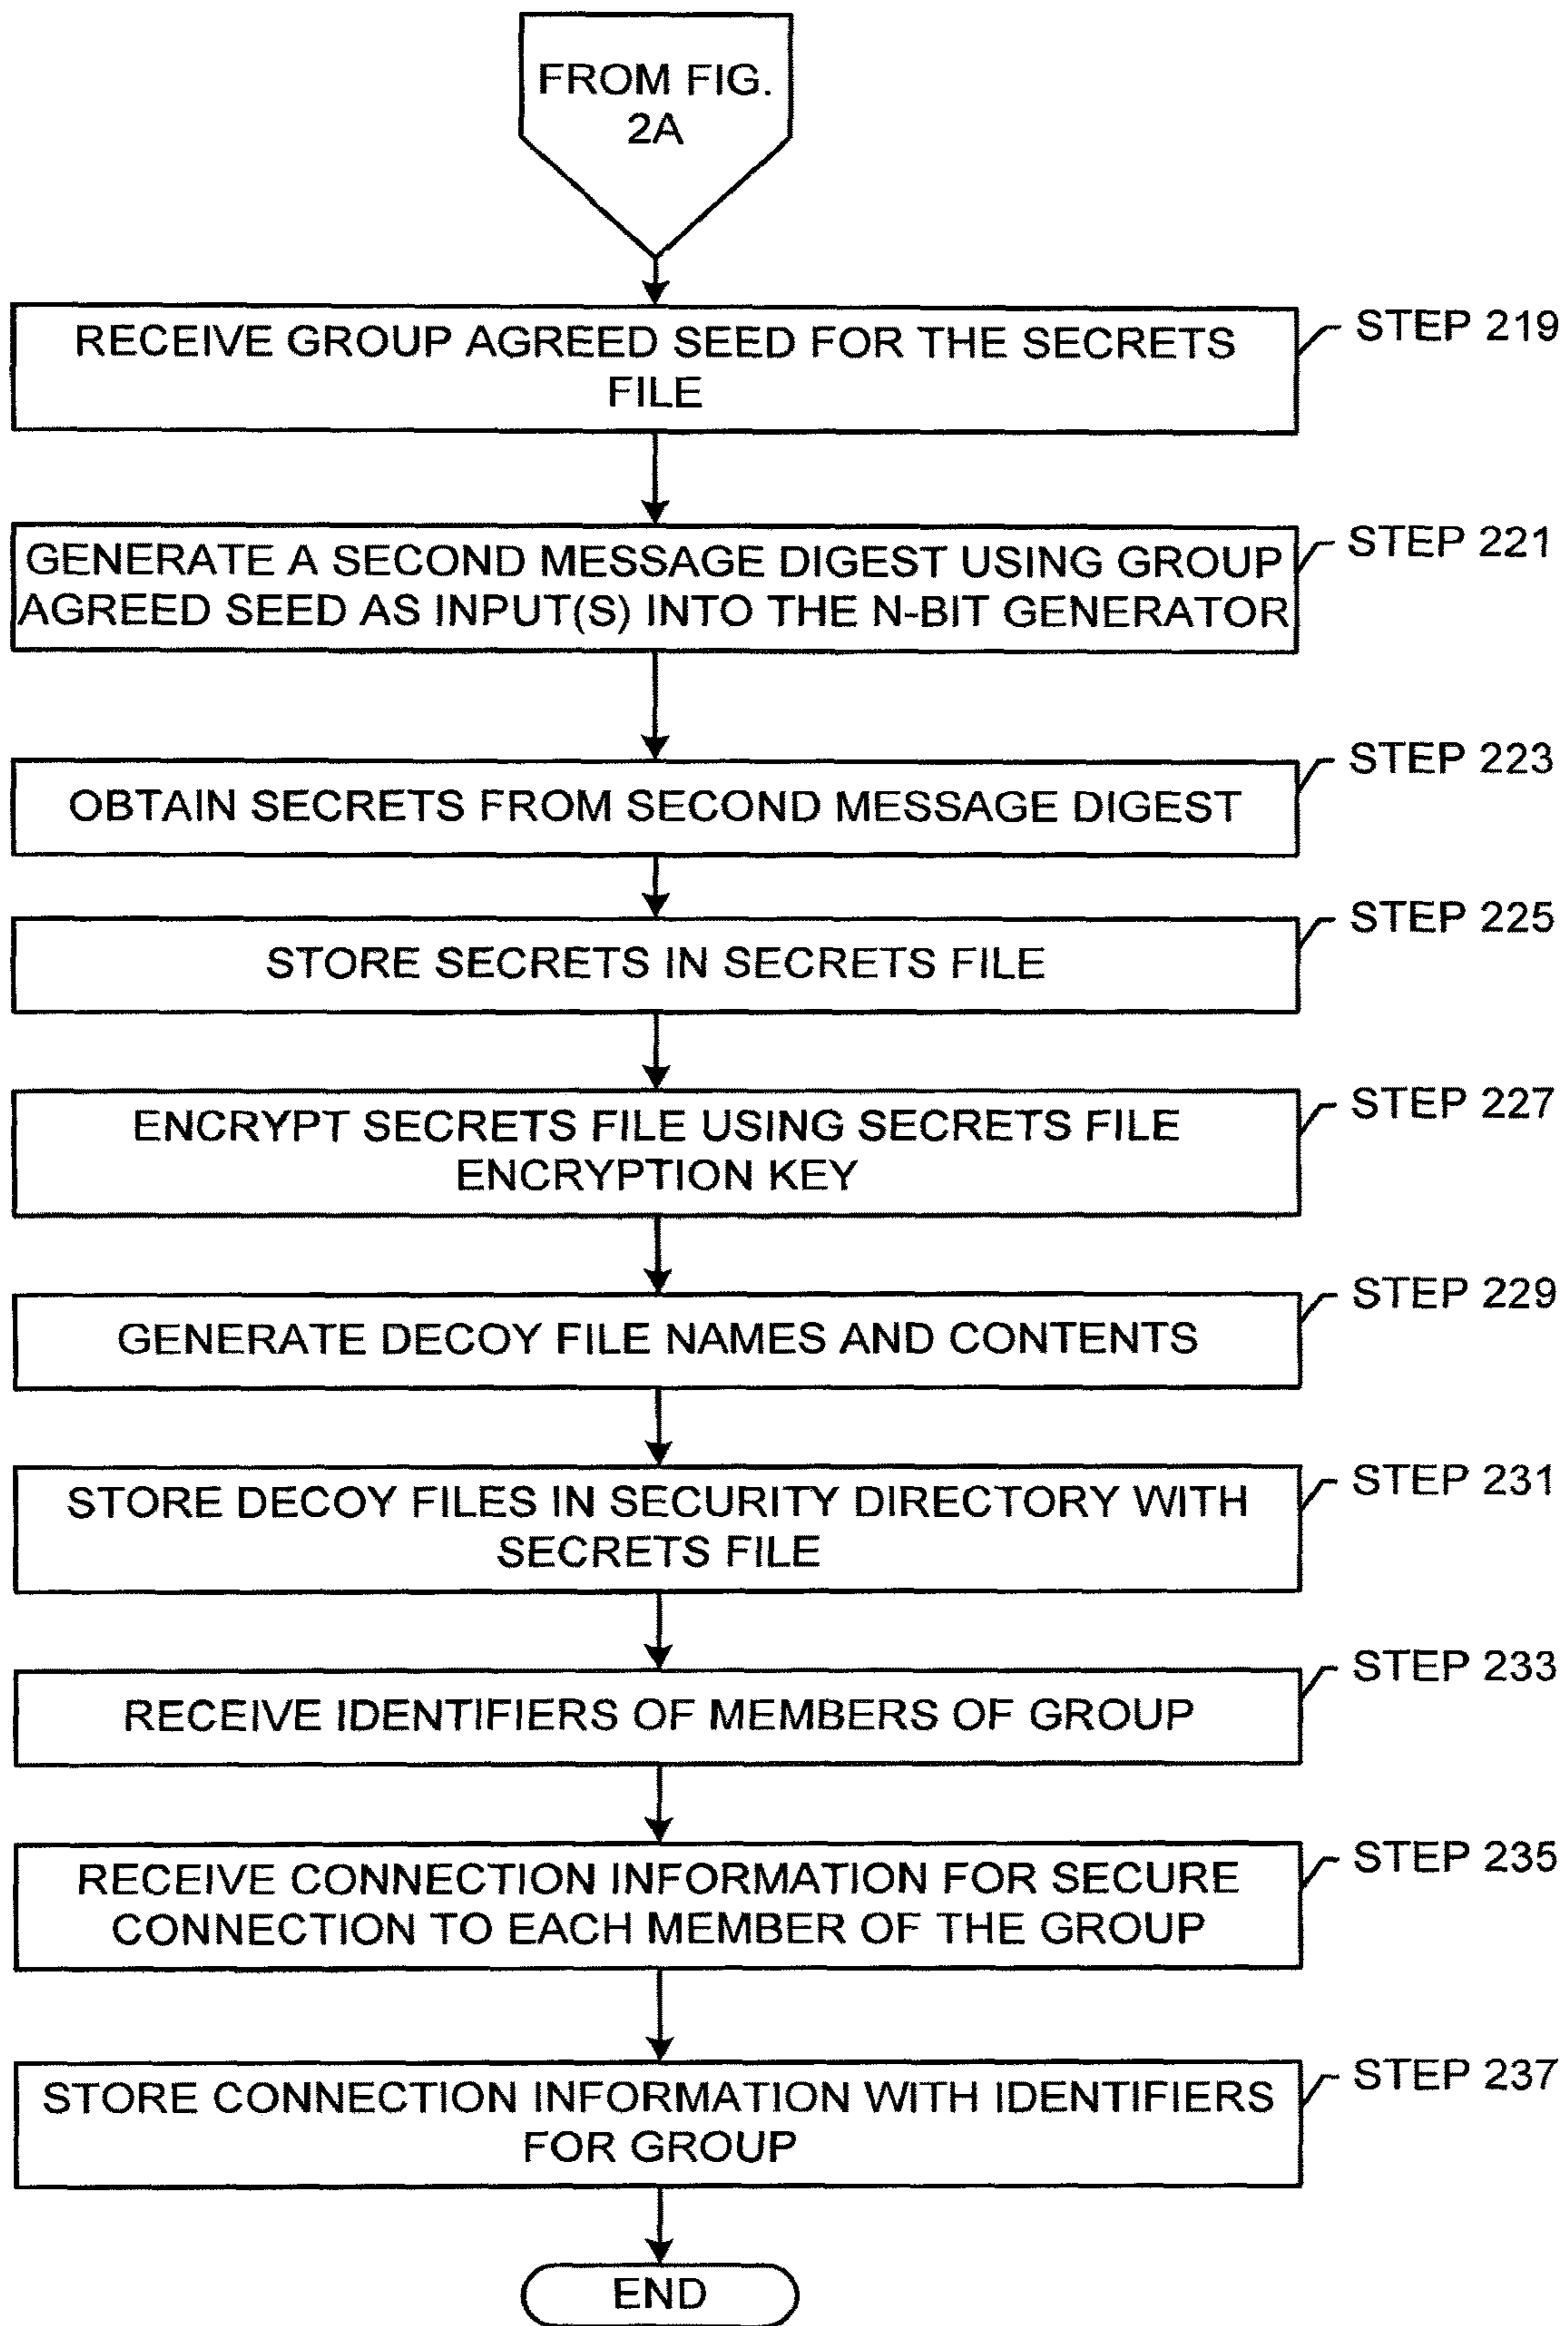 FROM FIG.
2A
RECEIVE GROUP AGREED SEED FOR THE SECRETS
FILE
STEP 219
GENERATE A SECOND MESSAGE DIGEST USING GROUP
AGREED SEED AS INPUT(S) INTO THE N-BIT GENERATOR
STEP 221
OBTAIN SECRETS FROM SECOND MESSAGE DIGEST
STEP 223
STORE SECRETS IN SECRETS FILE
STEP 225
ENCRYPT SECRETS FILE USING SECRETS FILE
ENCRYPTION KEY
STEP 227
GENERATE DECOY FILE NAMES AND CONTENTS
STEP 229
STORE DECOY FILES IN SECURITY DIRECTORY WITH
SECRETS FILE
STEP 231
RECEIVE IDENTIFIERS OF MEMBERS OF GROUP
STEP 233
RECEIVE CONNECTION INFORMATION FOR SECURE
CONNECTION TO EACH MEMBER OF THE GROUP
STEP 235
STORE CONNECTION INFORMATION WITH IDENTIFIERS
FOR GROUP
STEP 237
END